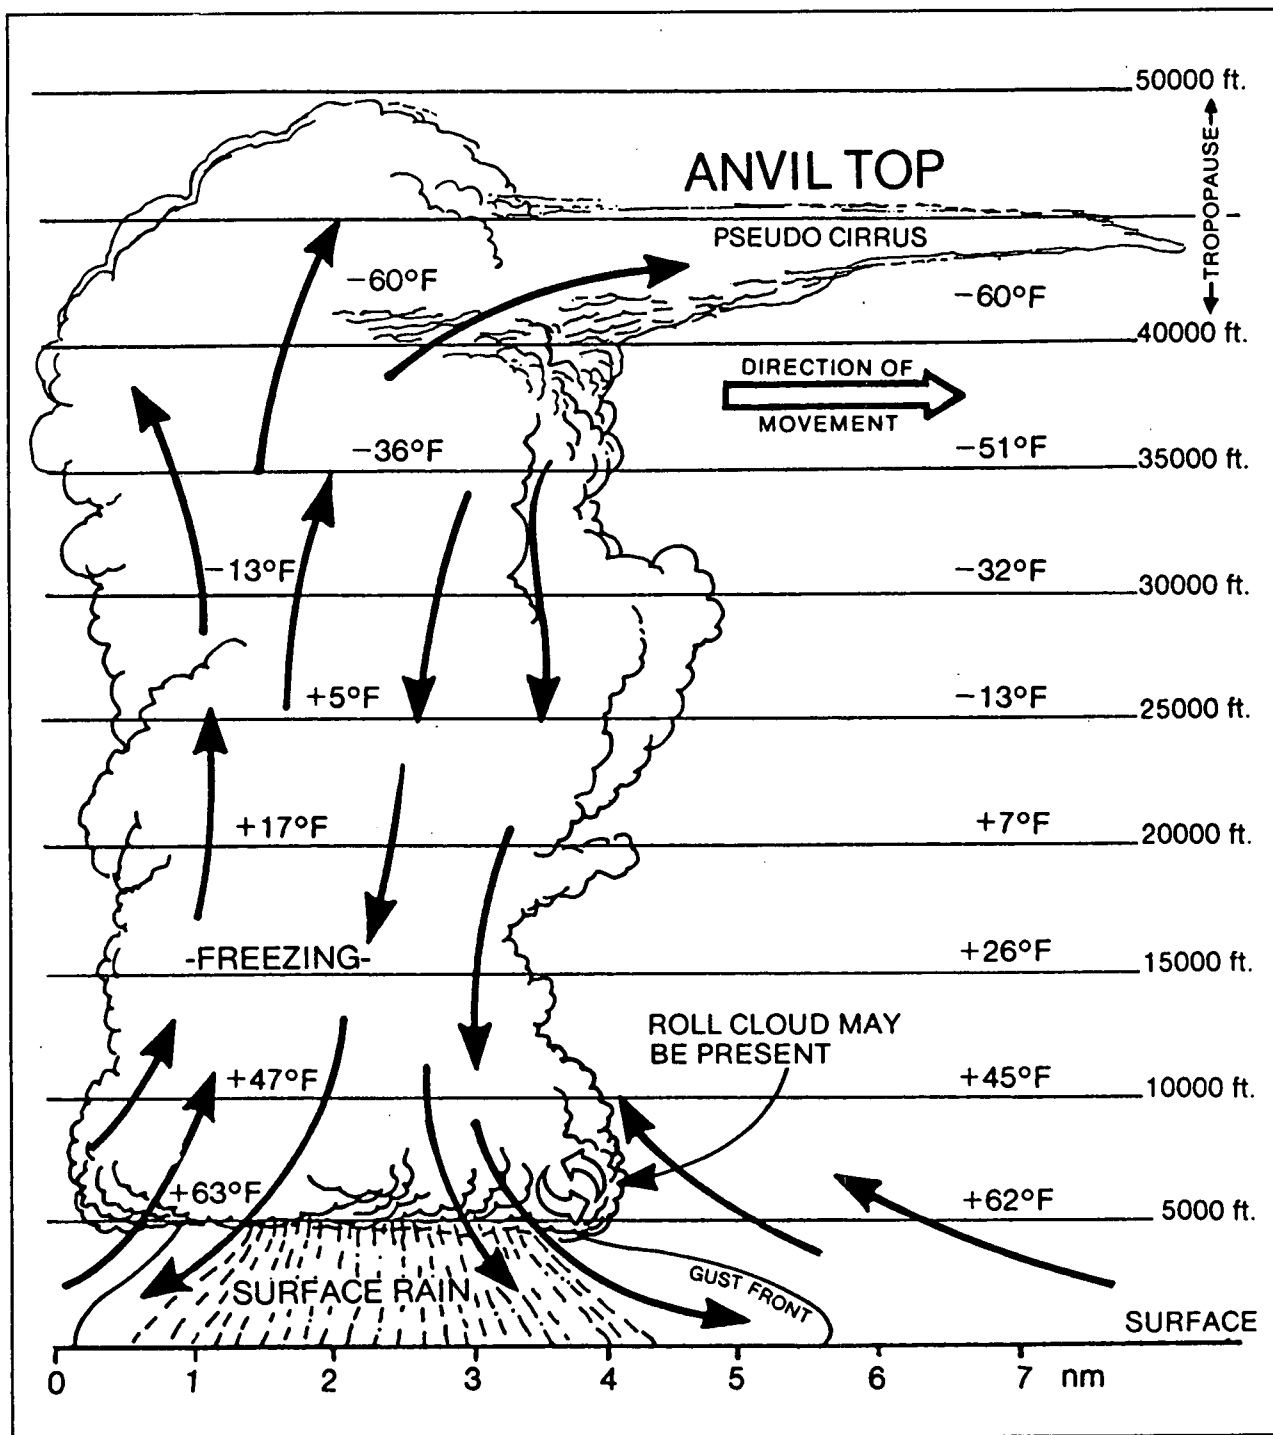 50000 ft.
ANVIL TOP
←TROPOPAUSE→
PSEUDO CIRRUS
−60°F
−60°F
40000 ft.
DIRECTION OF
MOVEMENT
−36°F
−51°F
35000 ft.
−13°F
−32°F
30000 ft.
+5°F
−13°F
25000 ft.
+17°F
+7°F
20000 ft.
-FREEZING-
+26°F
15000 ft.
ROLL CLOUD MAY
BE PRESENT
+47°F
+45°F
10000 ft.
+63°F
+62°F
5000 ft.
SURFACE RAIN
GUST FRONT
SURFACE
0 1 2 3 4 5 6 7 nm